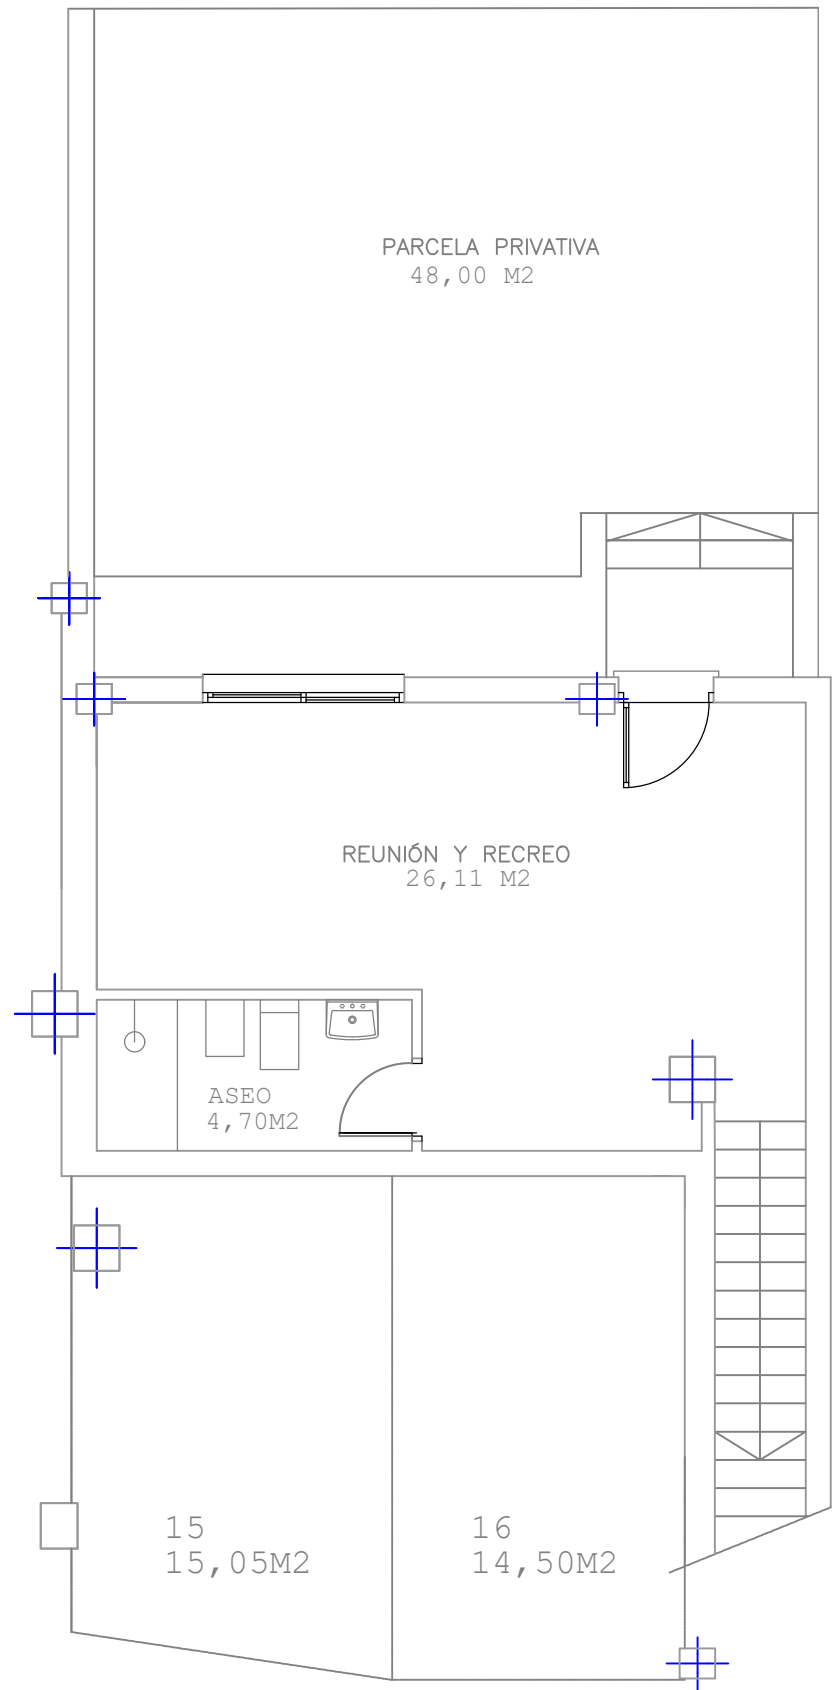 PARCELA PRIVATIVA
48,00 M2
REUNIÓN Y RECREO
26,11 M2
ASEO
4,70M2
15
15,05M2
16
14,50M2